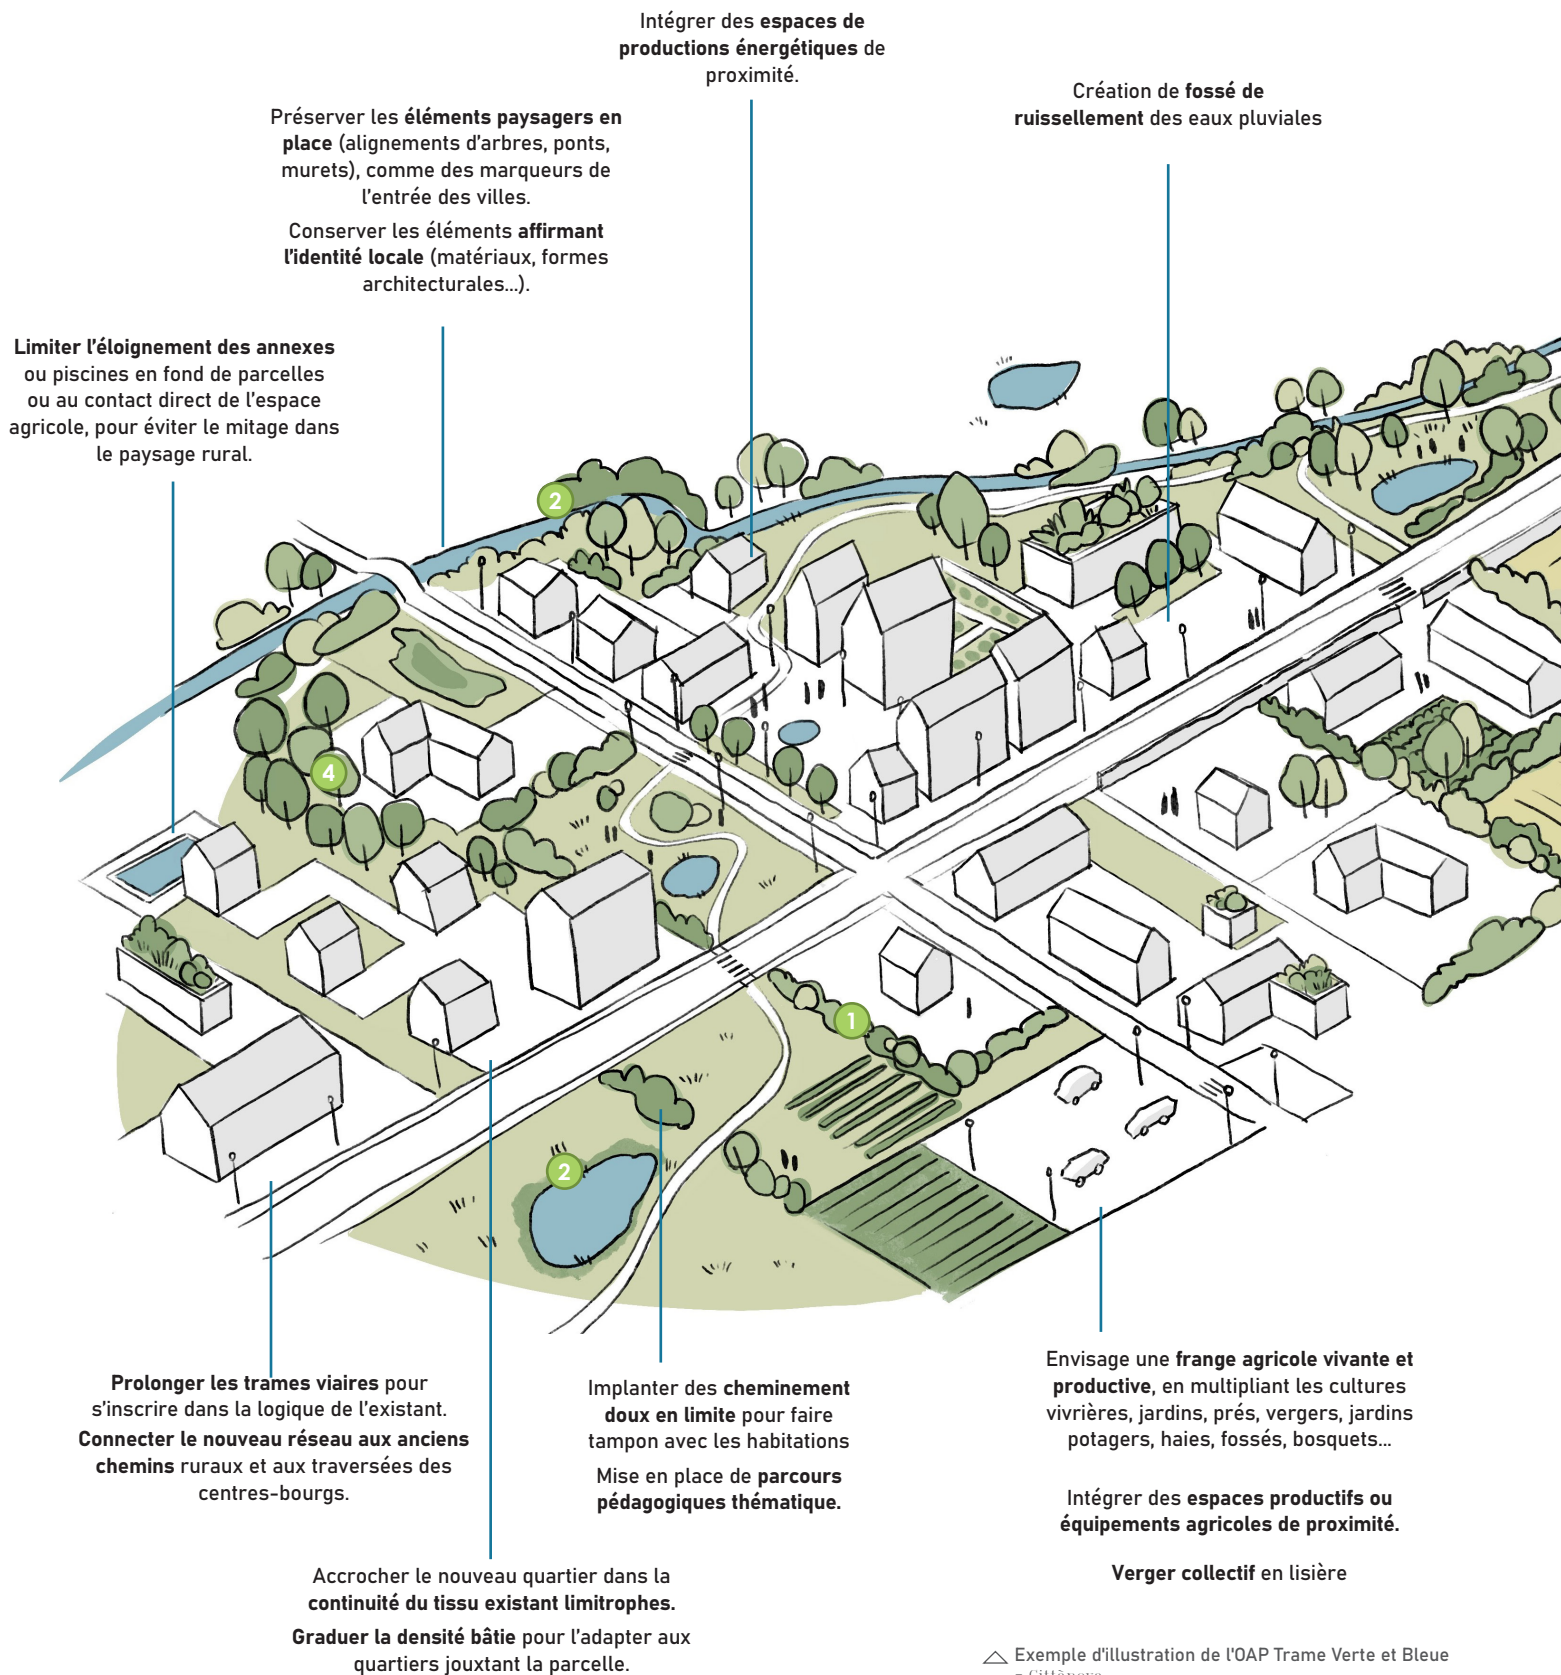 Intégrer des espaces de
productions énergétiques de
proximité.
Création de fossé de
ruissellement des eaux pluviales
Préserver les éléments paysagers en
place (alignements d'arbres, ponts,
murets), comme des marqueurs de
l'entrée des villes.
Conserver les éléments affirmant
l'identité locale (matériaux, formes
architecturales...).
Limiter l'éloignement des annexes
ou piscines en fond de parcelles
ou au contact direct de l'espace
agricole, pour éviter le mitage dans
le paysage rural.
2
4
1
2
Prolonger les trames viaires pour
s'inscrire dans la logique de l'existant.
Connecter le nouveau réseau aux anciens
chemins ruraux et aux traversées des
centres-bourgs.
Implanter des cheminement
doux en limite pour faire
tampon avec les habitations
Mise en place de parcours
pédagogiques thématique.
Envisage une frange agricole vivante et
productive, en multipliant les cultures
vivrières, jardins, prés, vergers, jardins
potagers, haies, fossés, bosquets...
Intégrer des espaces productifs ou
équipements agricoles de proximité.
Verger collectif en lisière
Accrocher le nouveau quartier dans la
continuité du tissu existant limitrophes.
Graduer la densité bâtie pour l'adapter aux
quartiers jouxtant la parcelle.
Exemple d'illustration de l'OAP Trame Verte et Bleue